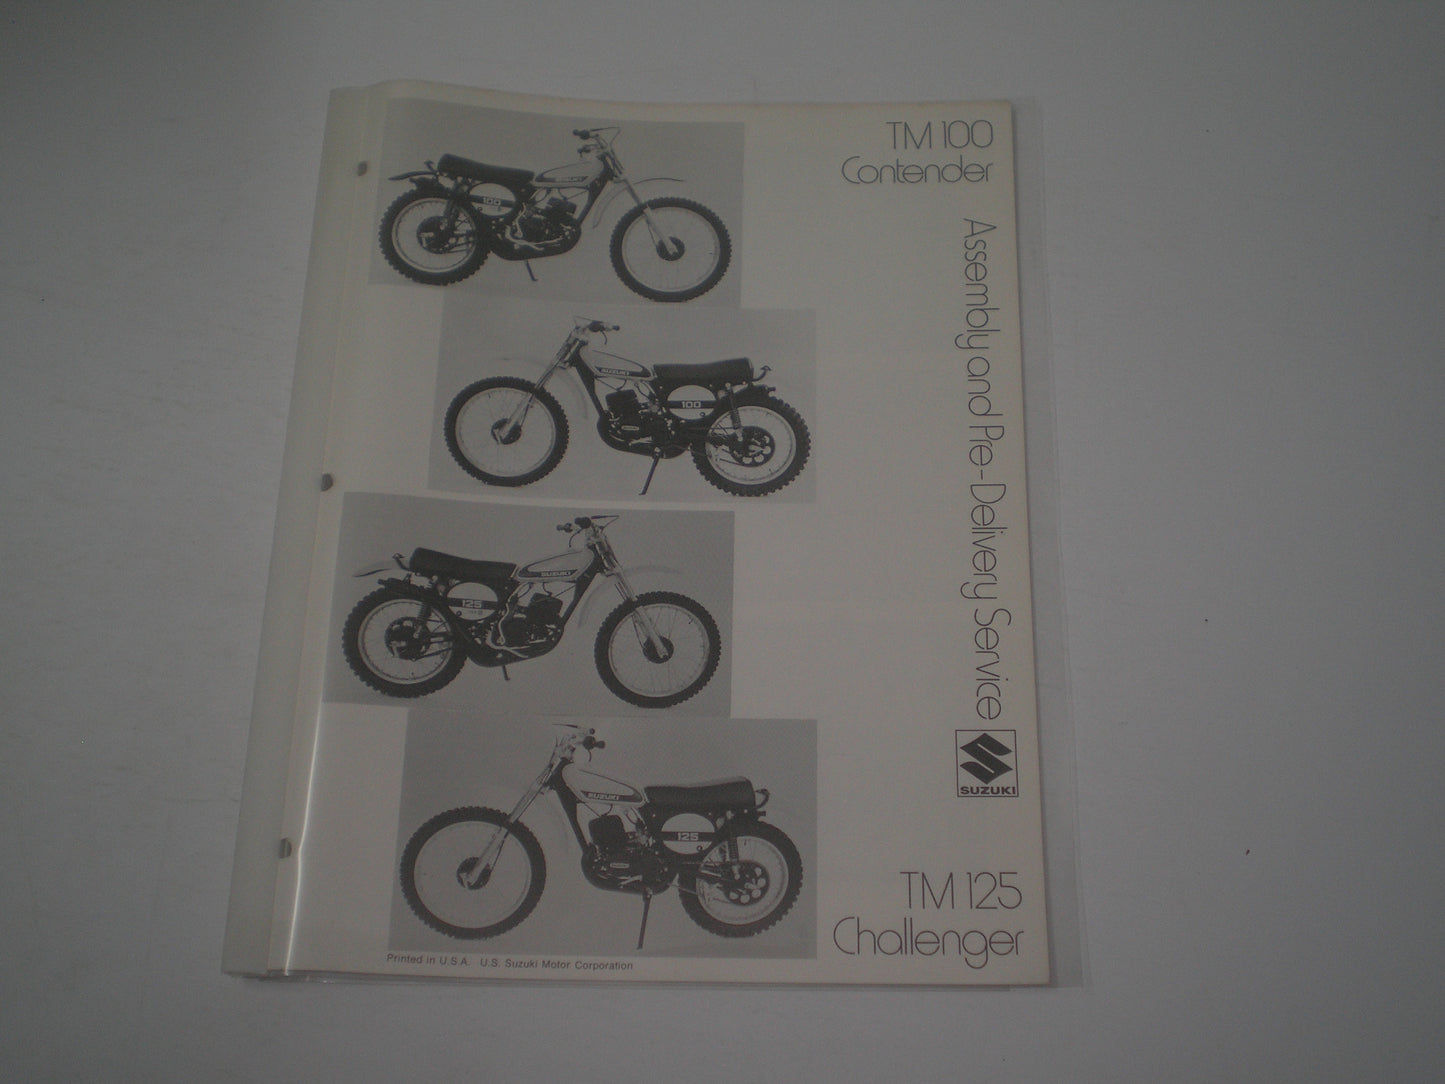 TM 100
Contender
Assembly and Pre-Delivery Service
SUZUKI
100
SUZUKI
100
SUZUKI
125
SUZUKI
125
SUZUKI
TM 125
Challenger
Printed in U.S.A. U.S. Suzuki Motor Corporation